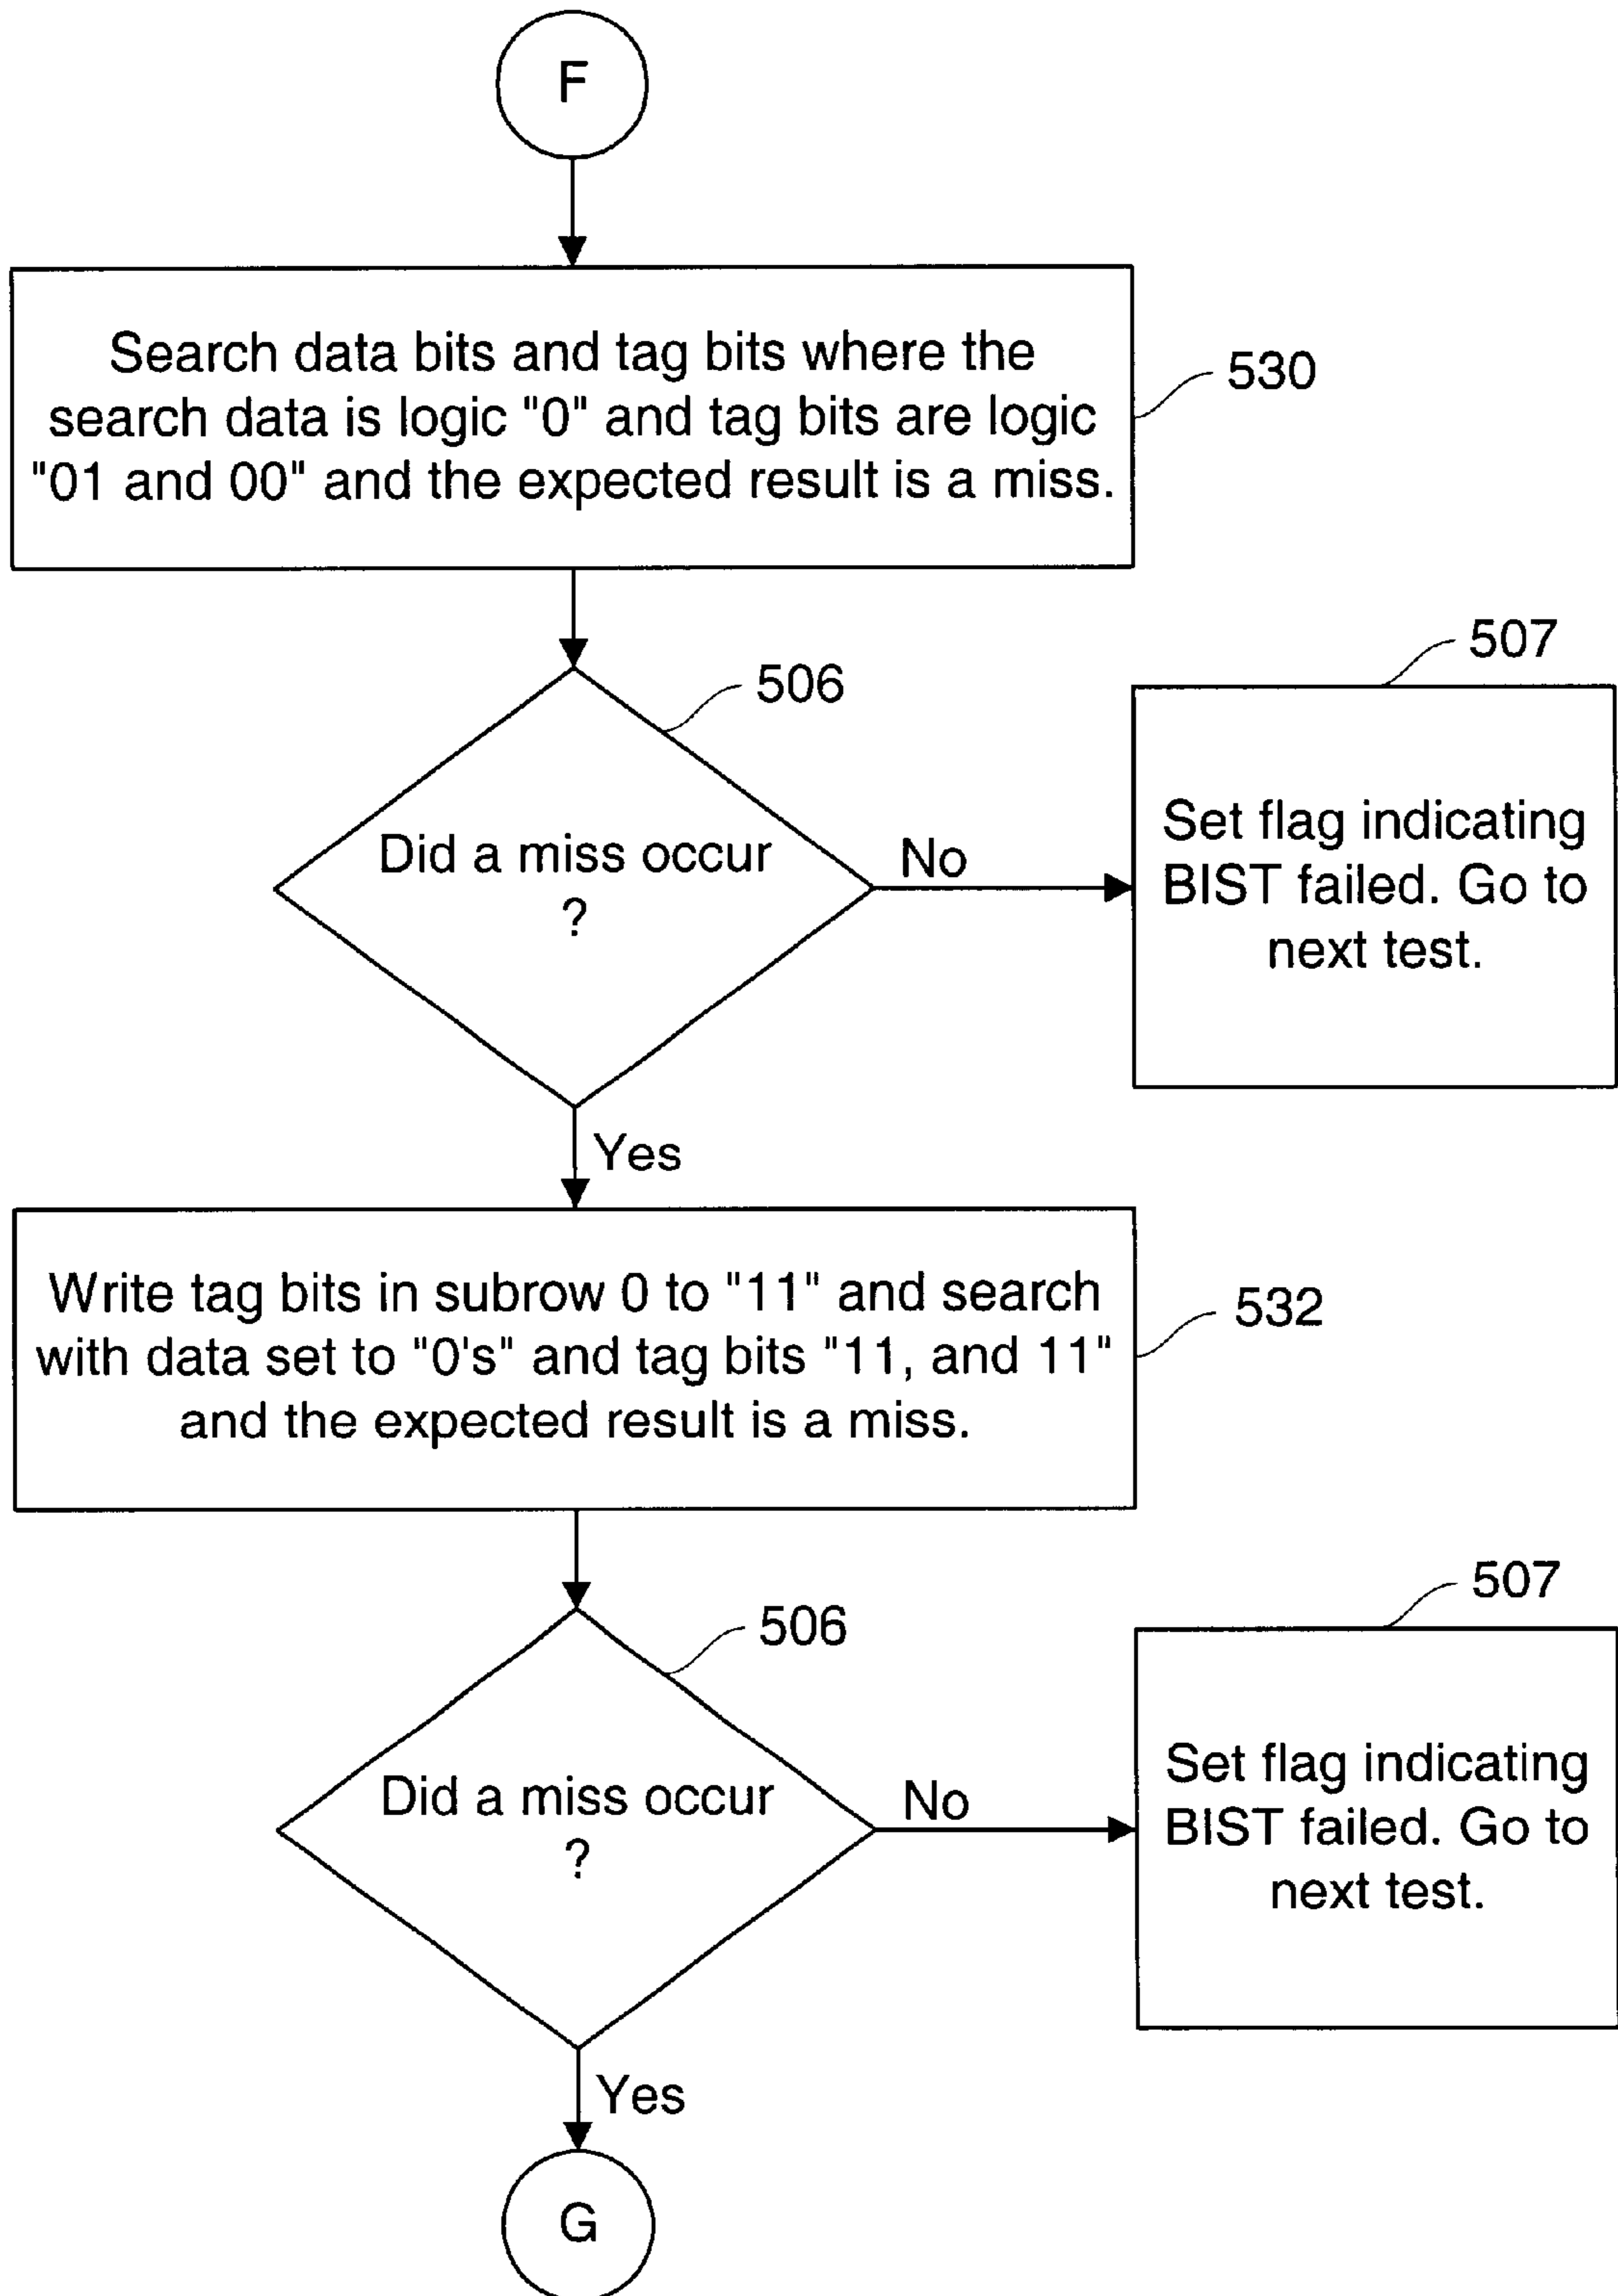 F
Search data bits and tag bits where the
search data is logic "0" and tag bits are logic
"01 and 00" and the expected result is a miss.
530
506
507
Did a miss occur
?
No
Set flag indicating
BIST failed. Go to
next test.
Yes
Write tag bits in subrow 0 to "11" and search
with data set to "0's" and tag bits "11, and 11"
and the expected result is a miss.
532
506
507
Did a miss occur
?
No
Set flag indicating
BIST failed. Go to
next test.
Yes
G